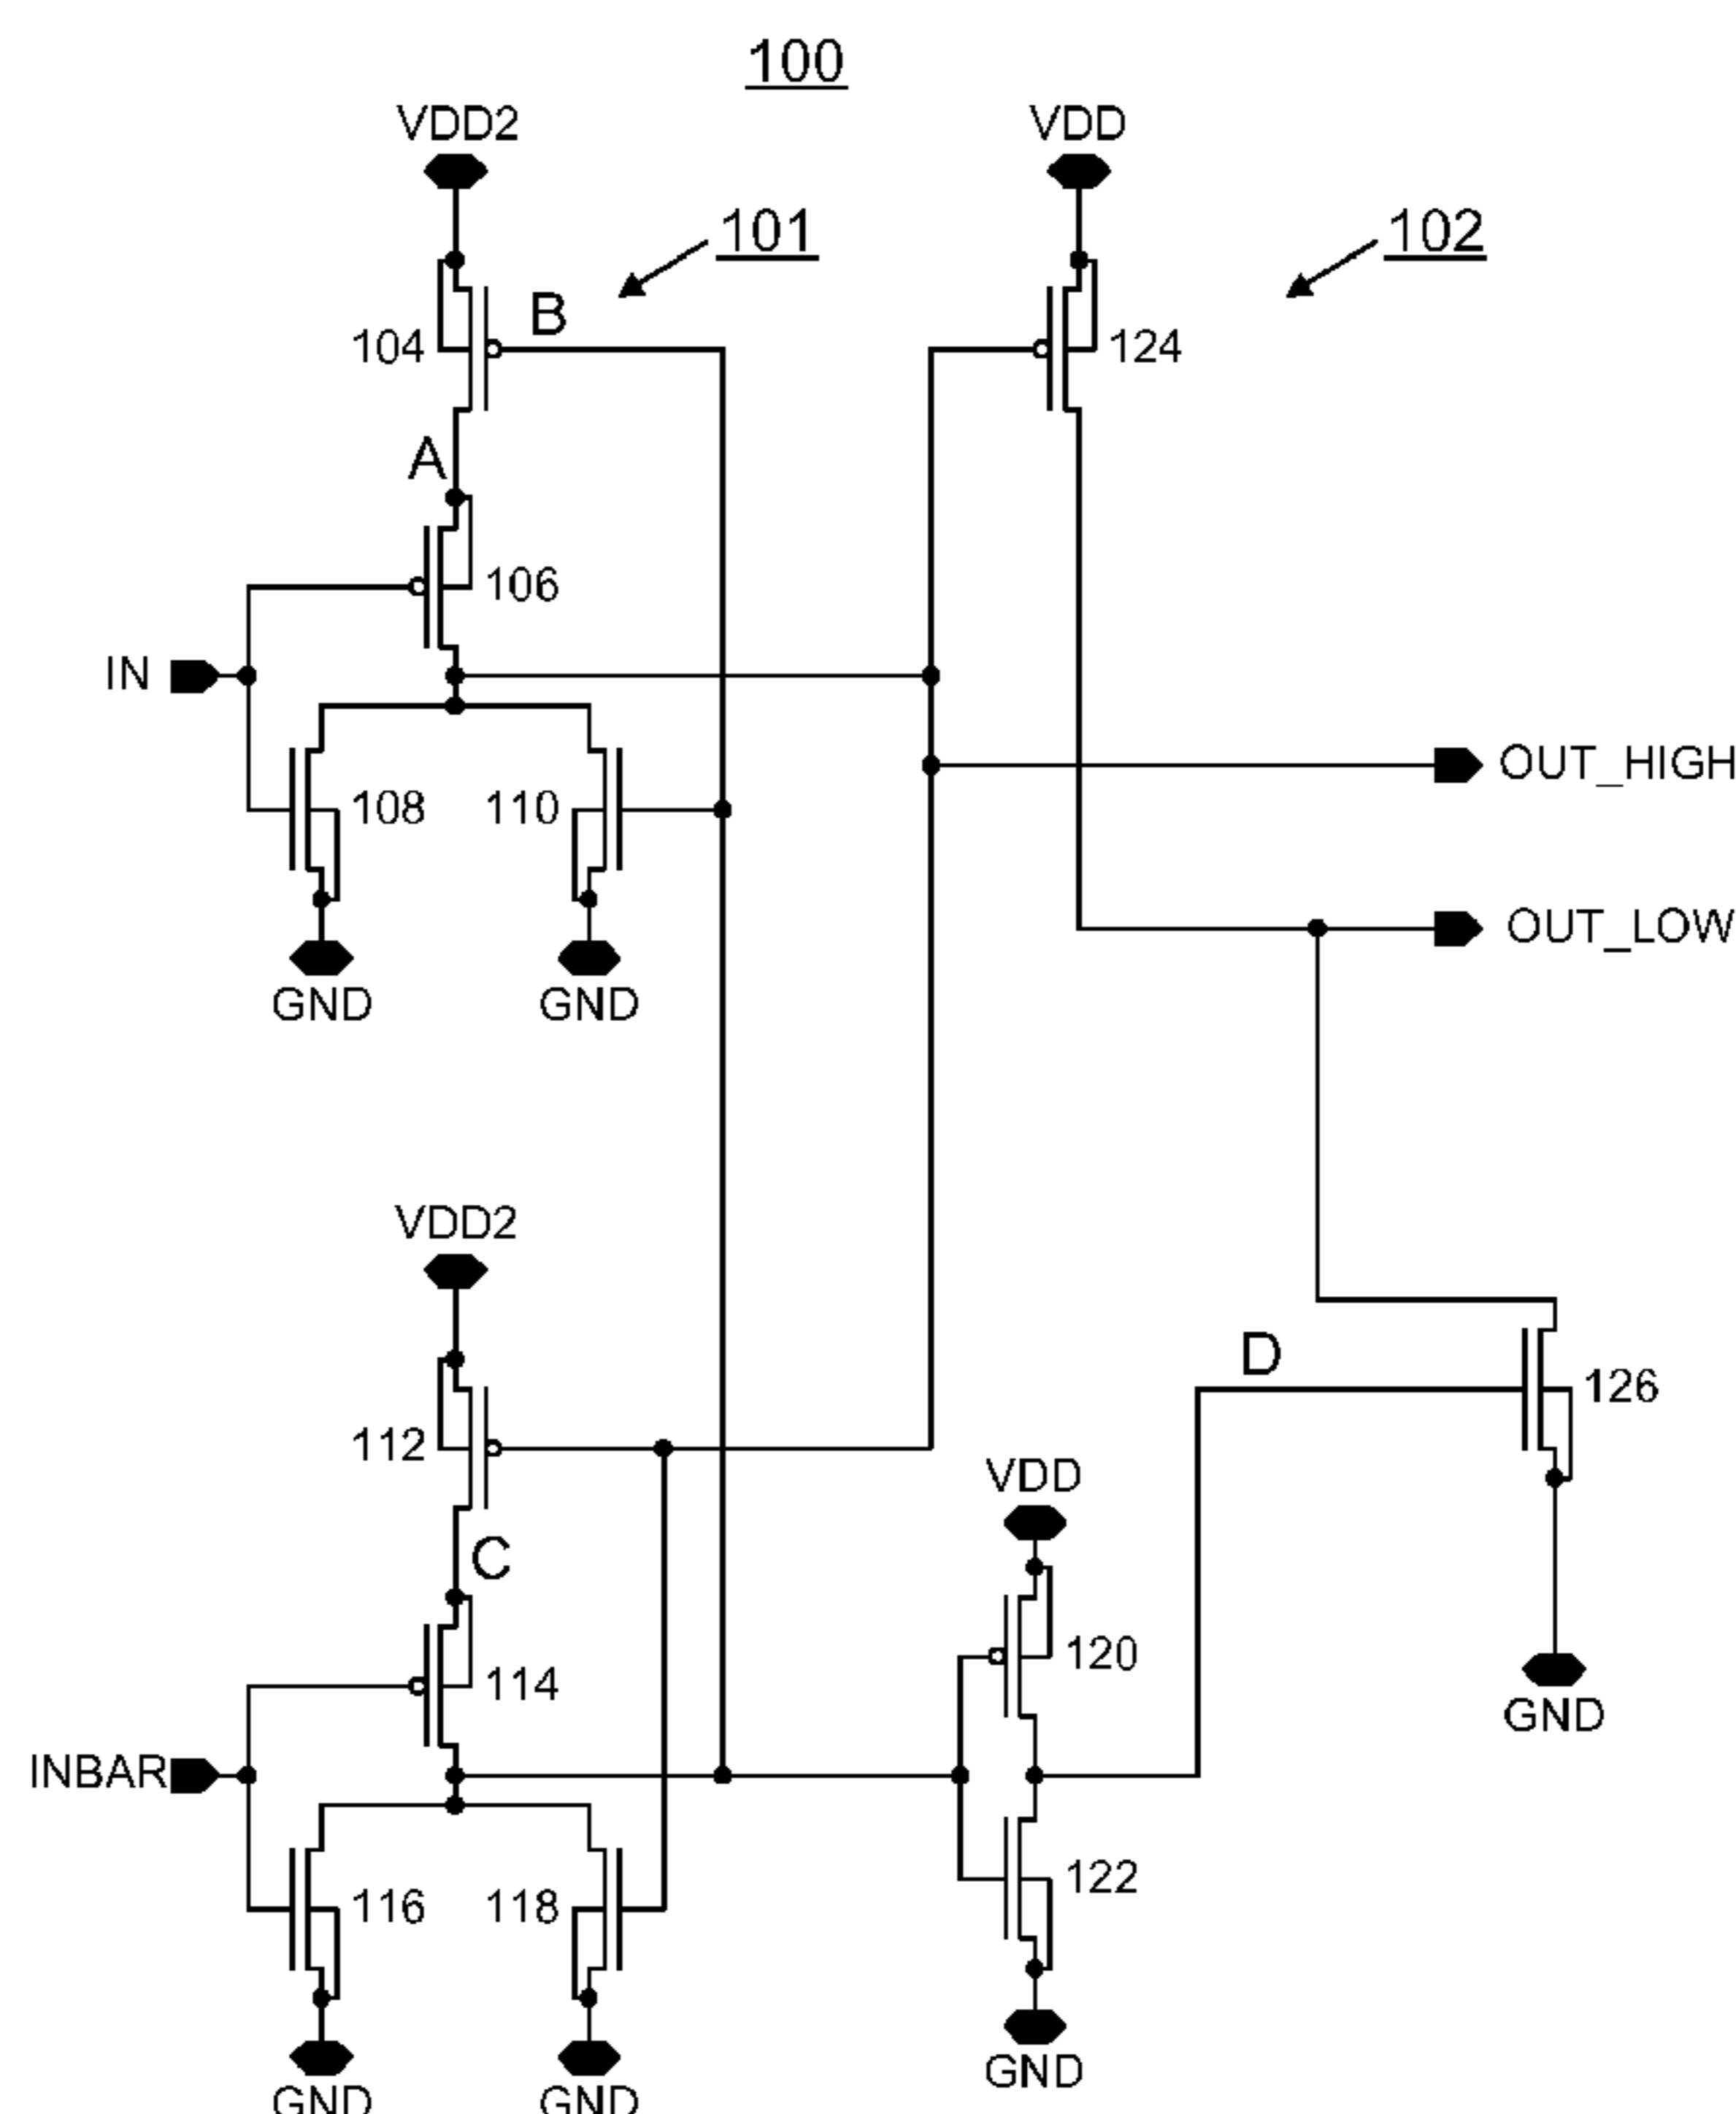 100
VDD2
VDD
101
102
B
104
124
A
106
IN
108
110
OUT_HIGH
OUT_LOW
GND
GND
VDD2
D
126
112
VDD
C
120
114
GND
INBAR
122
116
118
GND
GND
GND